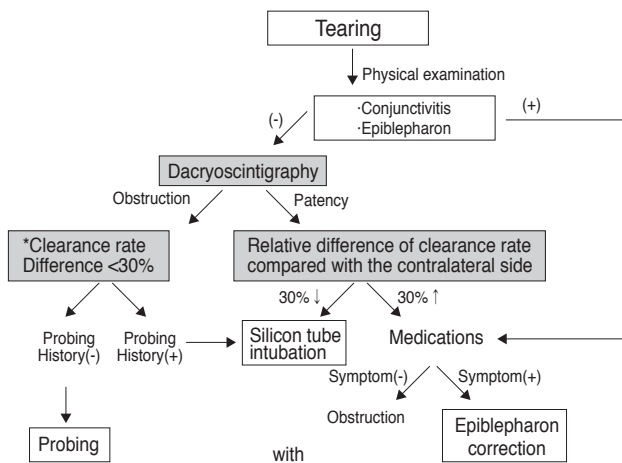 Tearing
Physical examination
·Conjunctivitis
·Epiblepharon
(+)
(-)
Dacryoscintigraphy
Obstruction
Patency
*Clearance rate
Difference <30%
Relative difference of clearance rate
compared with the contralateral side
30% ↓
30% ↑
Probing
History(-)
Probing
History(+)
Silicon tube
intubation
Medications
Symptom(-)
Symptom(+)
Obstruction
Epiblepharon
correction
Probing
with